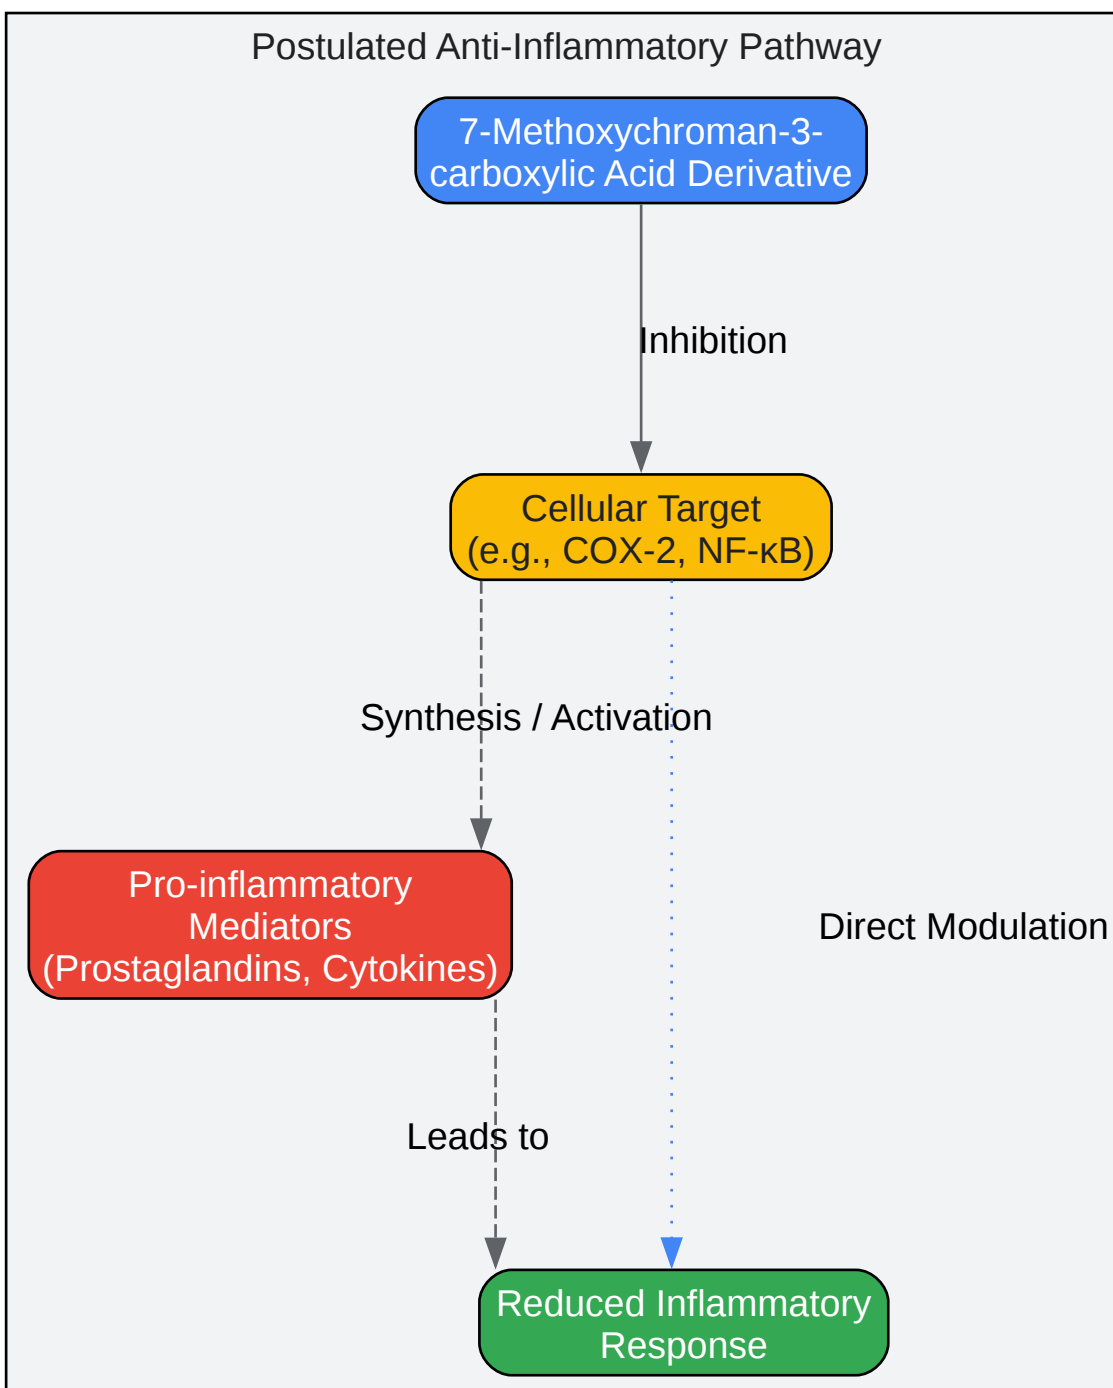 Postulated Anti-Inflammatory Pathway
7-Methoxychroman-3-
carboxylic Acid Derivative
Inhibition
Cellular Target
(e.g., COX-2, NF-κB)
Synthesis / Activation
Pro-inflammatory
Mediators
(Prostaglandins, Cytokines)
Direct Modulation
Leads to
Reduced Inflammatory
Response